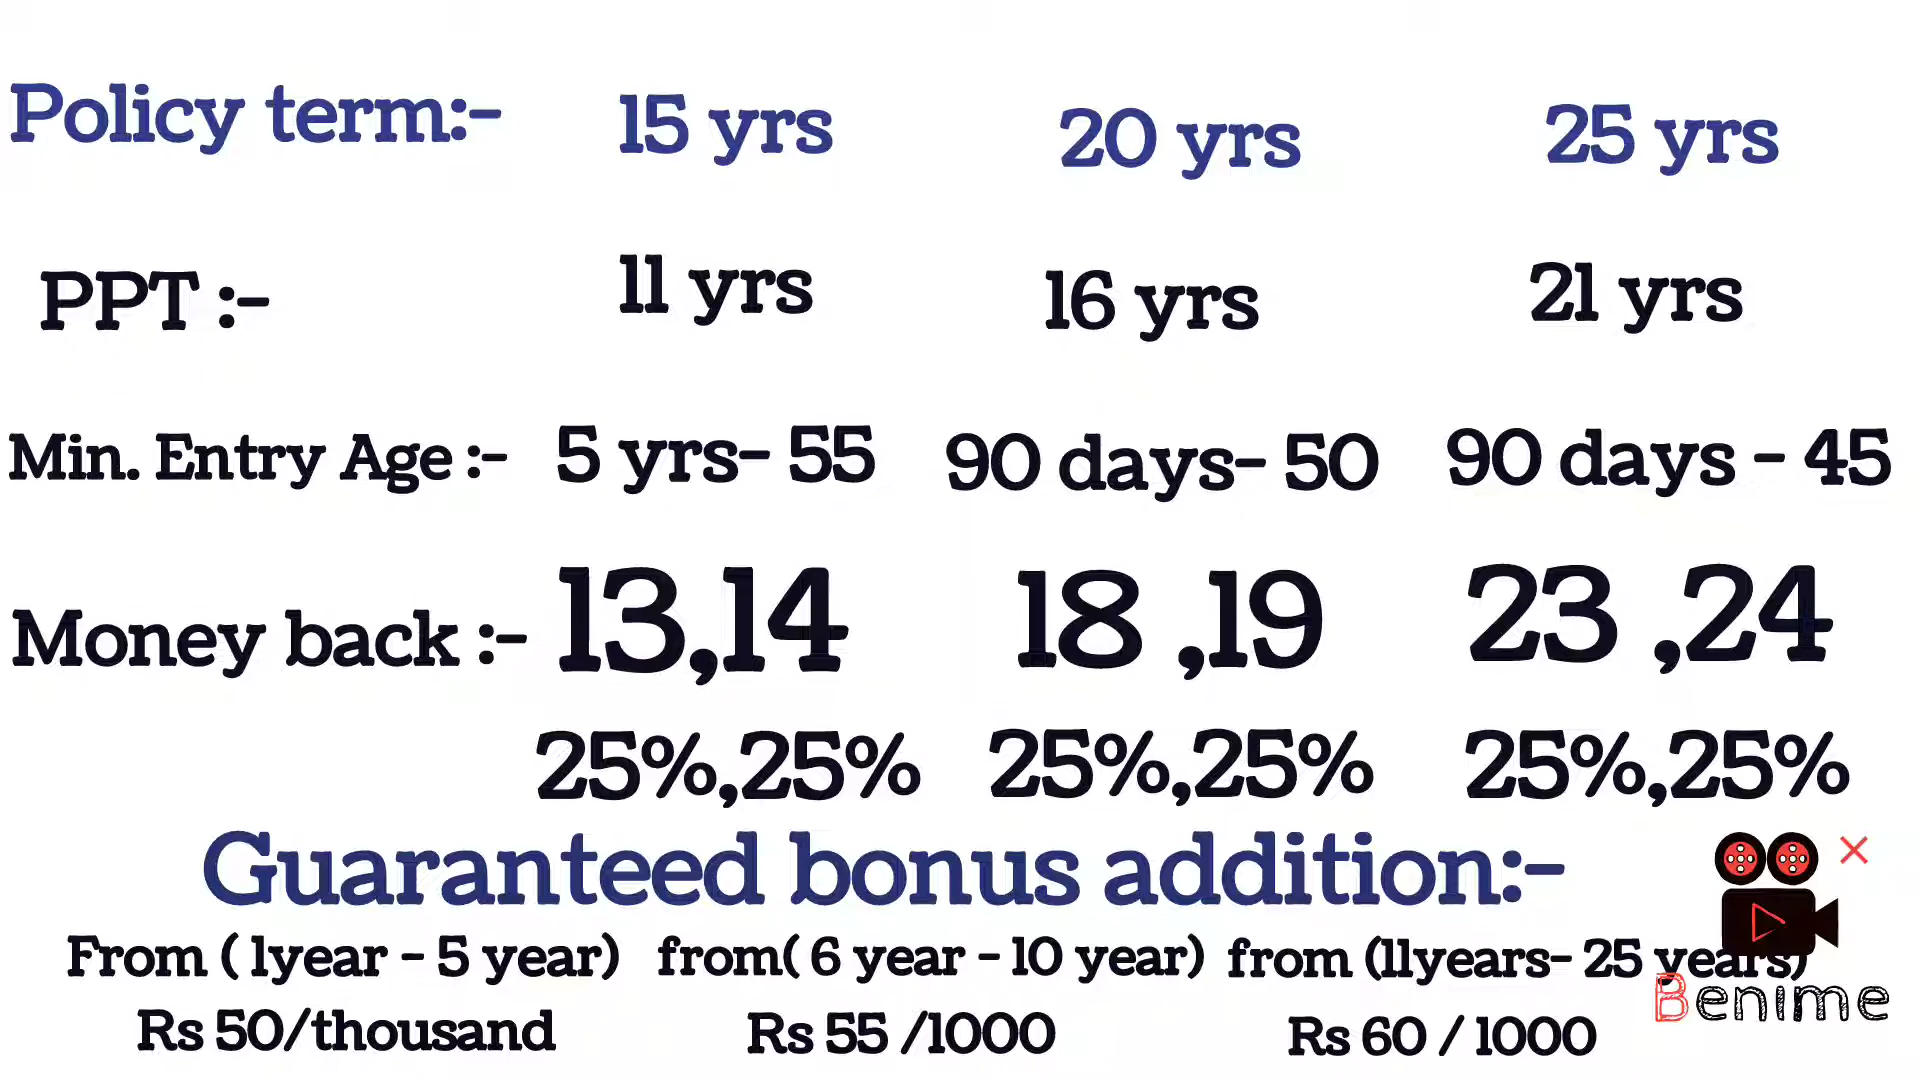 Policy term:- 15 yrs 20 yrs 25 yrs
PPT :- 11 yrs 16 yrs 21 yrs
Min. Entry Age :- 5 yrs- 55 90 days- 50 90 days - 45
Money back :- 13,14 18 ,19 23 ,24
25%,25% 25%,25% 25%,25%
Guaranteed bonus addition:-
From ( 1year - 5 year) from( 6 year - 10 year) from (11years- 25 years)
Rs 50/thousand Rs 55 /1000 Rs 60 / 1000
Benime